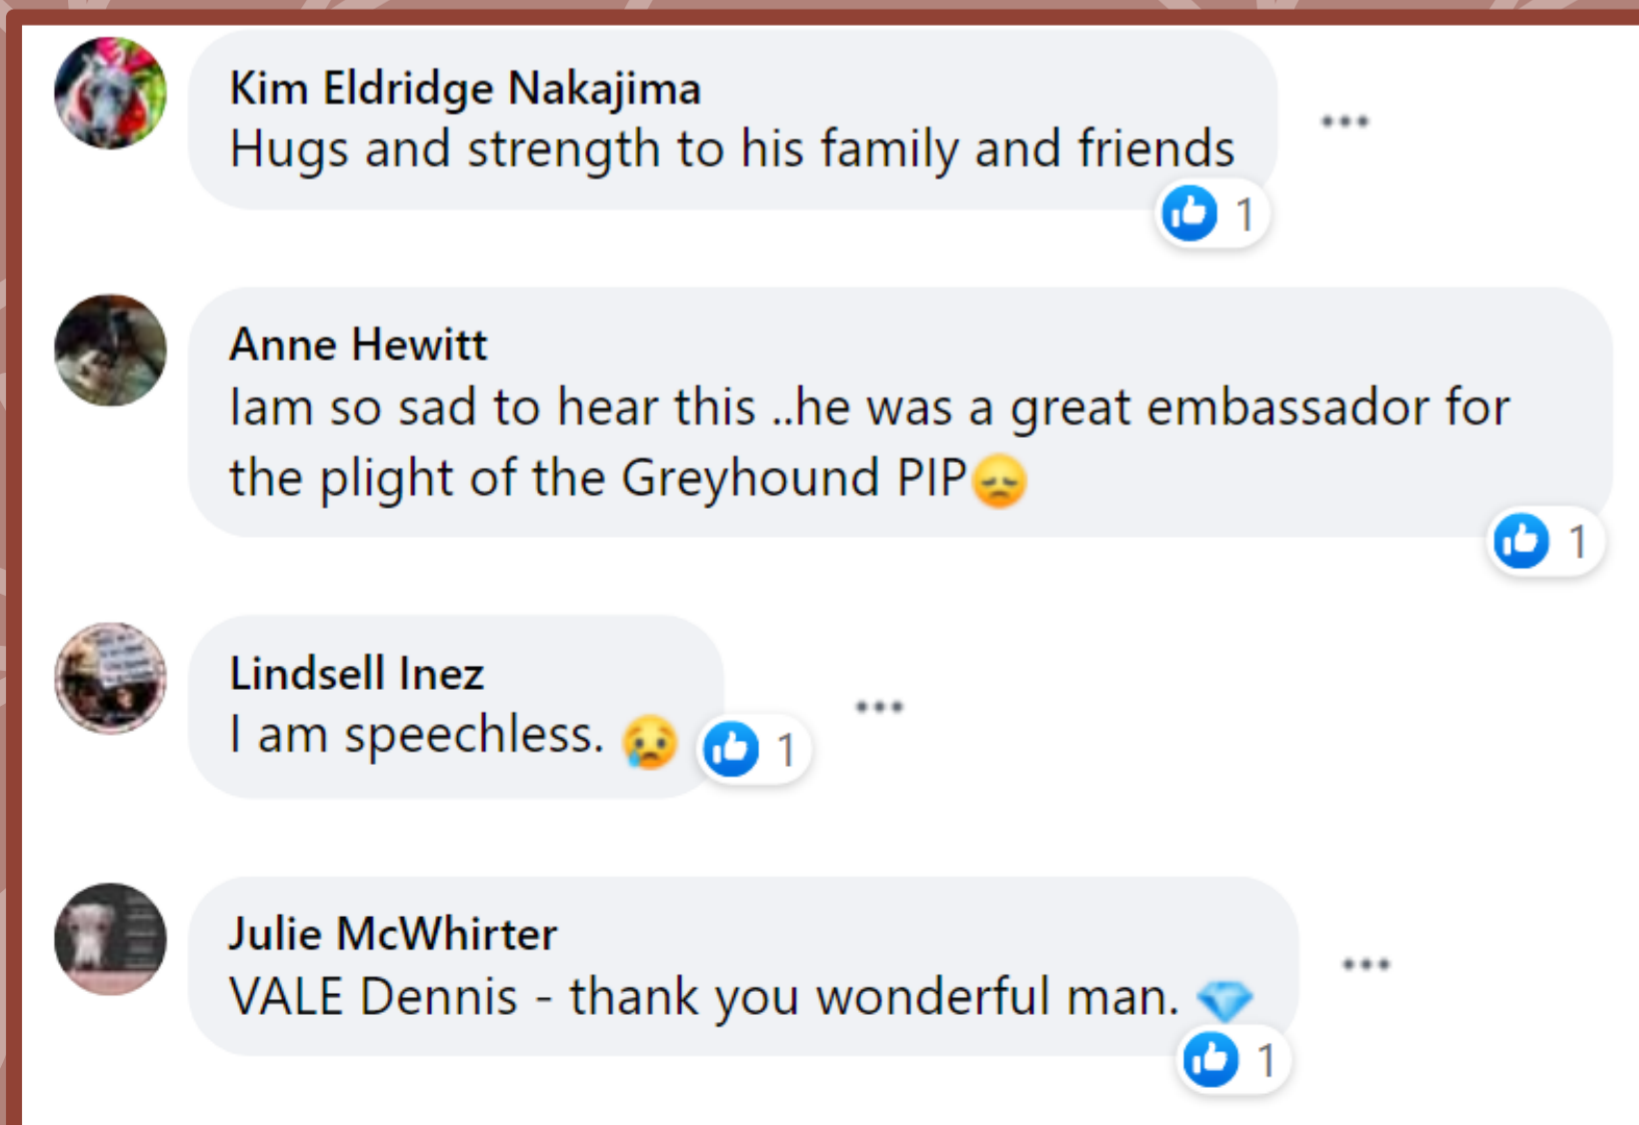 Kim Eldridge Nakajima
Hugs and strength to his family and friends
1
Anne Hewitt
Iam so sad to hear this ..he was a great embassador for
the plight of the Greyhound PIP😞
1
Lindsell Inez
I am speechless. 😢
1
Julie McWhirter
VALE Dennis - thank you wonderful man. 💎
1